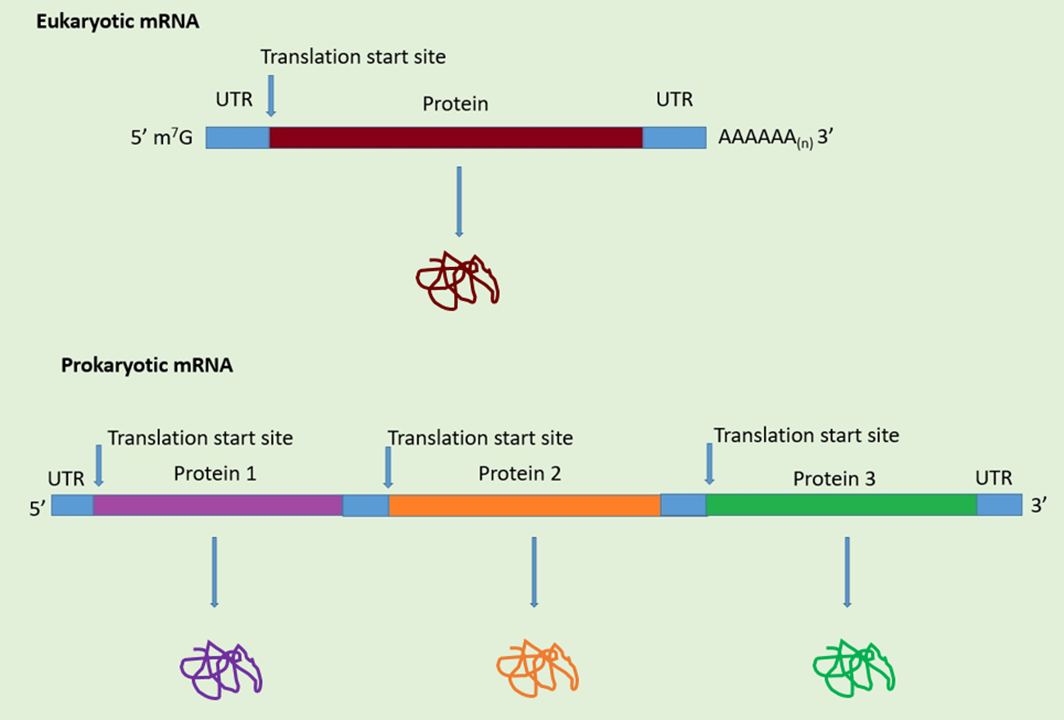 Eukaryotic mRNA
Translation start site
UTR Protein UTR
5’ m⁷G AAAAAA(n) 3’
Prokaryotic mRNA
Translation start site Translation start site Translation start site
UTR Protein 1 Protein 2 Protein 3 UTR
5’ 3’